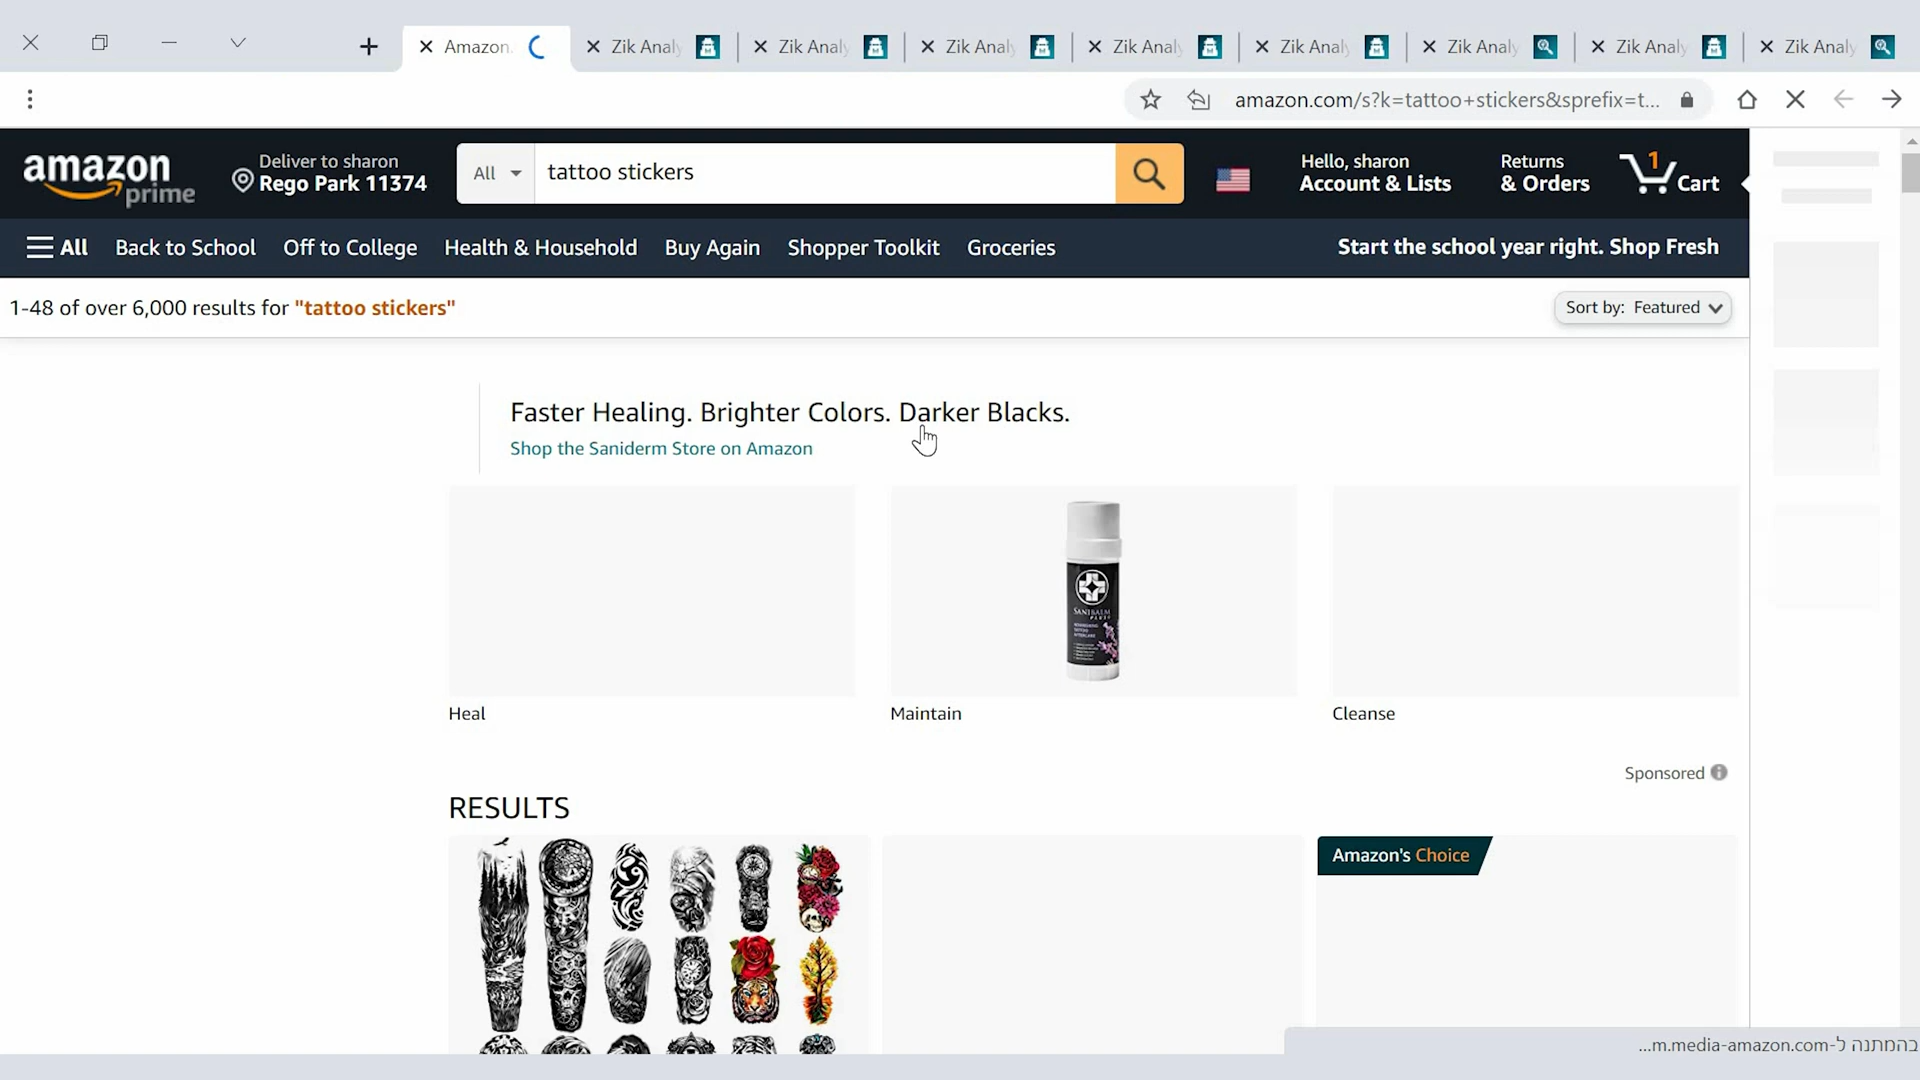 Amazon.
Zik Analy
Zik Analy
Zik Analy
Zik Analy
Zik Analy
Zik Analy
Zik Analy
Zik Analy
amazon.com/s?k=tattoo+stickers&sprefix=t...
amazon prime
Deliver to sharon
Rego Park 11374
All
tattoo stickers
Hello, sharon
Account & Lists
Returns
& Orders
1
Cart
All
Back to School
Off to College
Health & Household
Buy Again
Shopper Toolkit
Groceries
Start the school year right. Shop Fresh
1-48 of over 6,000 results for "tattoo stickers"
Sort by: Featured
Faster Healing. Brighter Colors. Darker Blacks.
Shop the Saniderm Store on Amazon
SANIBALM
PLUS
Heal
Maintain
Cleanse
Sponsored
RESULTS
Amazon's Choice
בהמתנה ל-m.media-amazon.com...